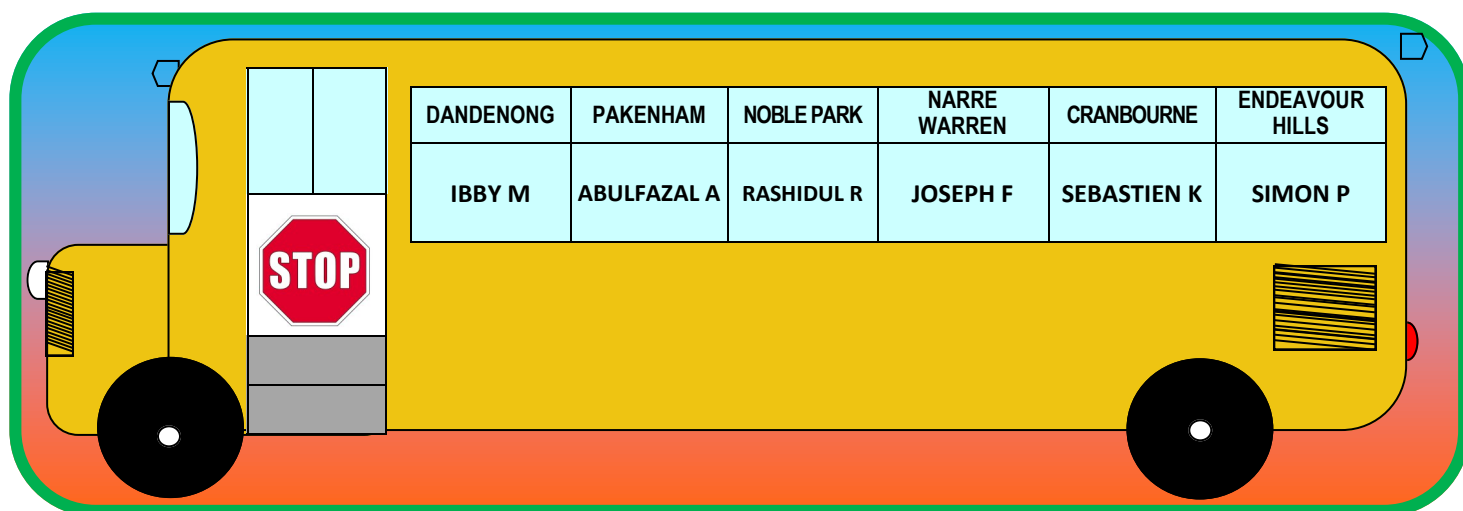 DANDENONG PAKENHAM NOBLE PARK NARRE WARREN CRANBOURNE ENDEAVOUR HILLS
IBBY M ABULFAZAL A RASHIDUL R JOSEPH F SEBASTIEN K SIMON P
STOP